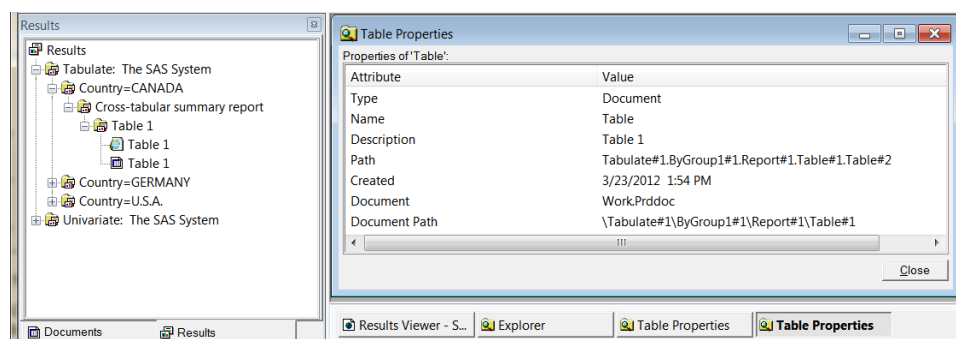 Results
Results
Tabulate: The SAS System
Country=CANADA
Cross-tabular summary report
Table 1
Table 1
Table 1
Country=GERMANY
Country=U.S.A.
Univariate: The SAS System
Documents
Results
Table Properties
Properties of 'Table':
Attribute Value
Type Document
Name Table
Description Table 1
Path Tabulate#1.ByGroup1#1.Report#1.Table#1.Table#2
Created 3/23/2012 1:54 PM
Document Work.Prddoc
Document Path \Tabulate#1\ByGroup1#1\Report#1\Table#1
Close
Results Viewer - S... Explorer Table Properties Table Properties